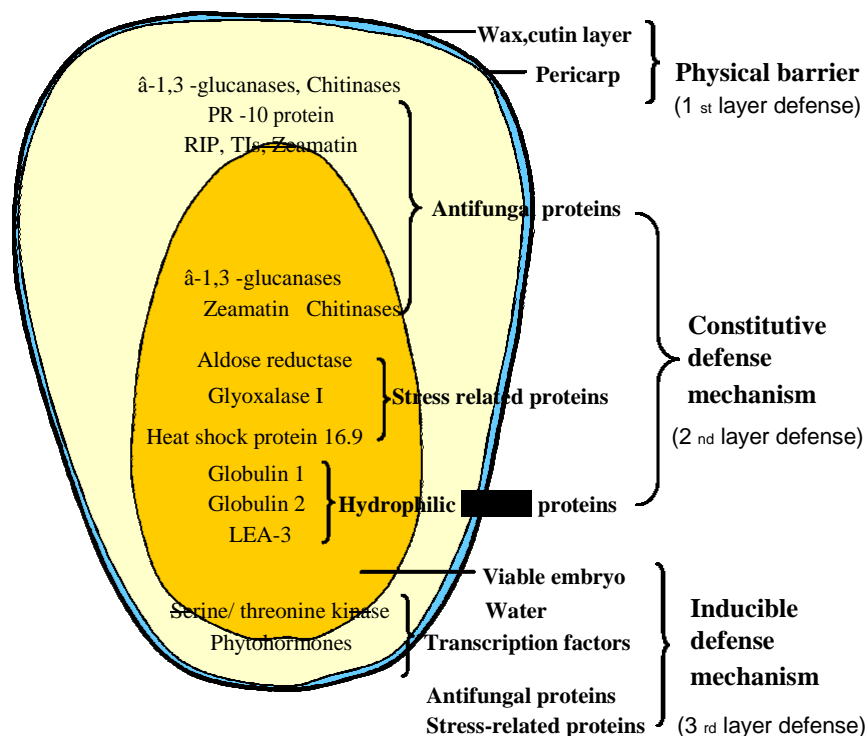 Wax,cutin layer
Pericarp
Physical barrier
(1 st layer defense)
â-1,3 -glucanases, Chitinases
PR -10 protein
RIP, TIs, Zeamatin
Antifungal proteins
â-1,3 -glucanases
Zeamatin Chitinases
Aldose reductase
Glyoxalase I
Heat shock protein 16.9
Stress related proteins
Globulin 1
Globulin 2
LEA-3
Hydrophilic proteins
Constitutive
defense
mechanism
(2 nd layer defense)
Viable embryo
Serine/ threonine kinase
Phytohormones
Water
Transcription factors
Antifungal proteins
Stress-related proteins
Inducible
defense
mechanism
(3 rd layer defense)